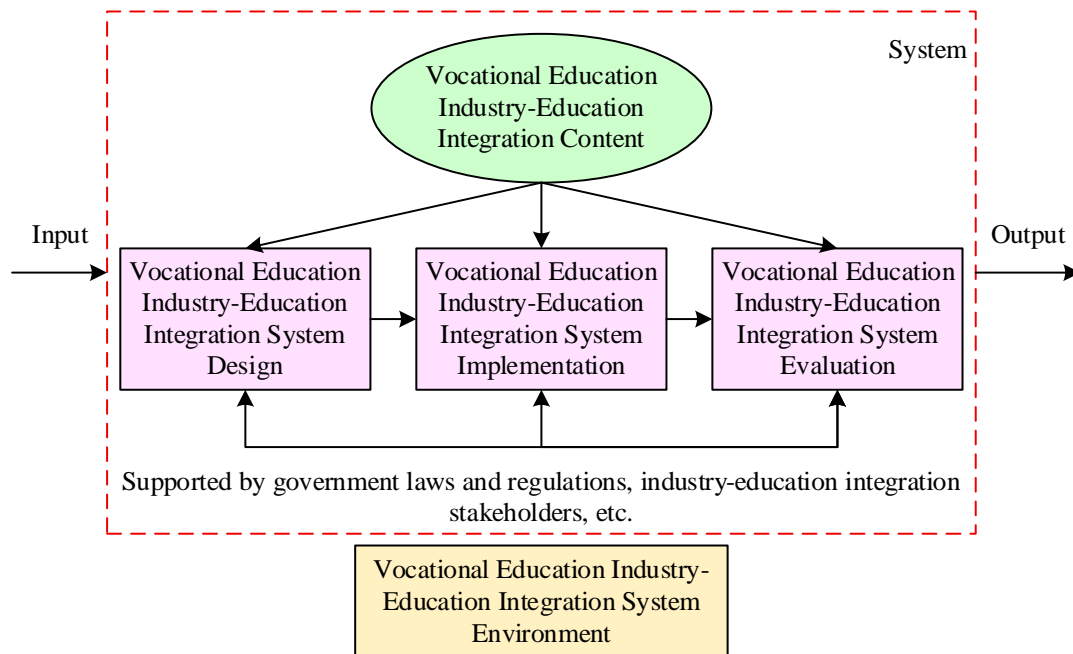 System
Vocational Education
Industry-Education
Integration Content
Input
Output
Vocational Education
Industry-Education
Integration System
Design
Vocational Education
Industry-Education
Integration System
Implementation
Vocational Education
Industry-Education
Integration System
Evaluation
Supported by government laws and regulations, industry-education integration
stakeholders, etc.
Vocational Education Industry-
Education Integration System
Environment